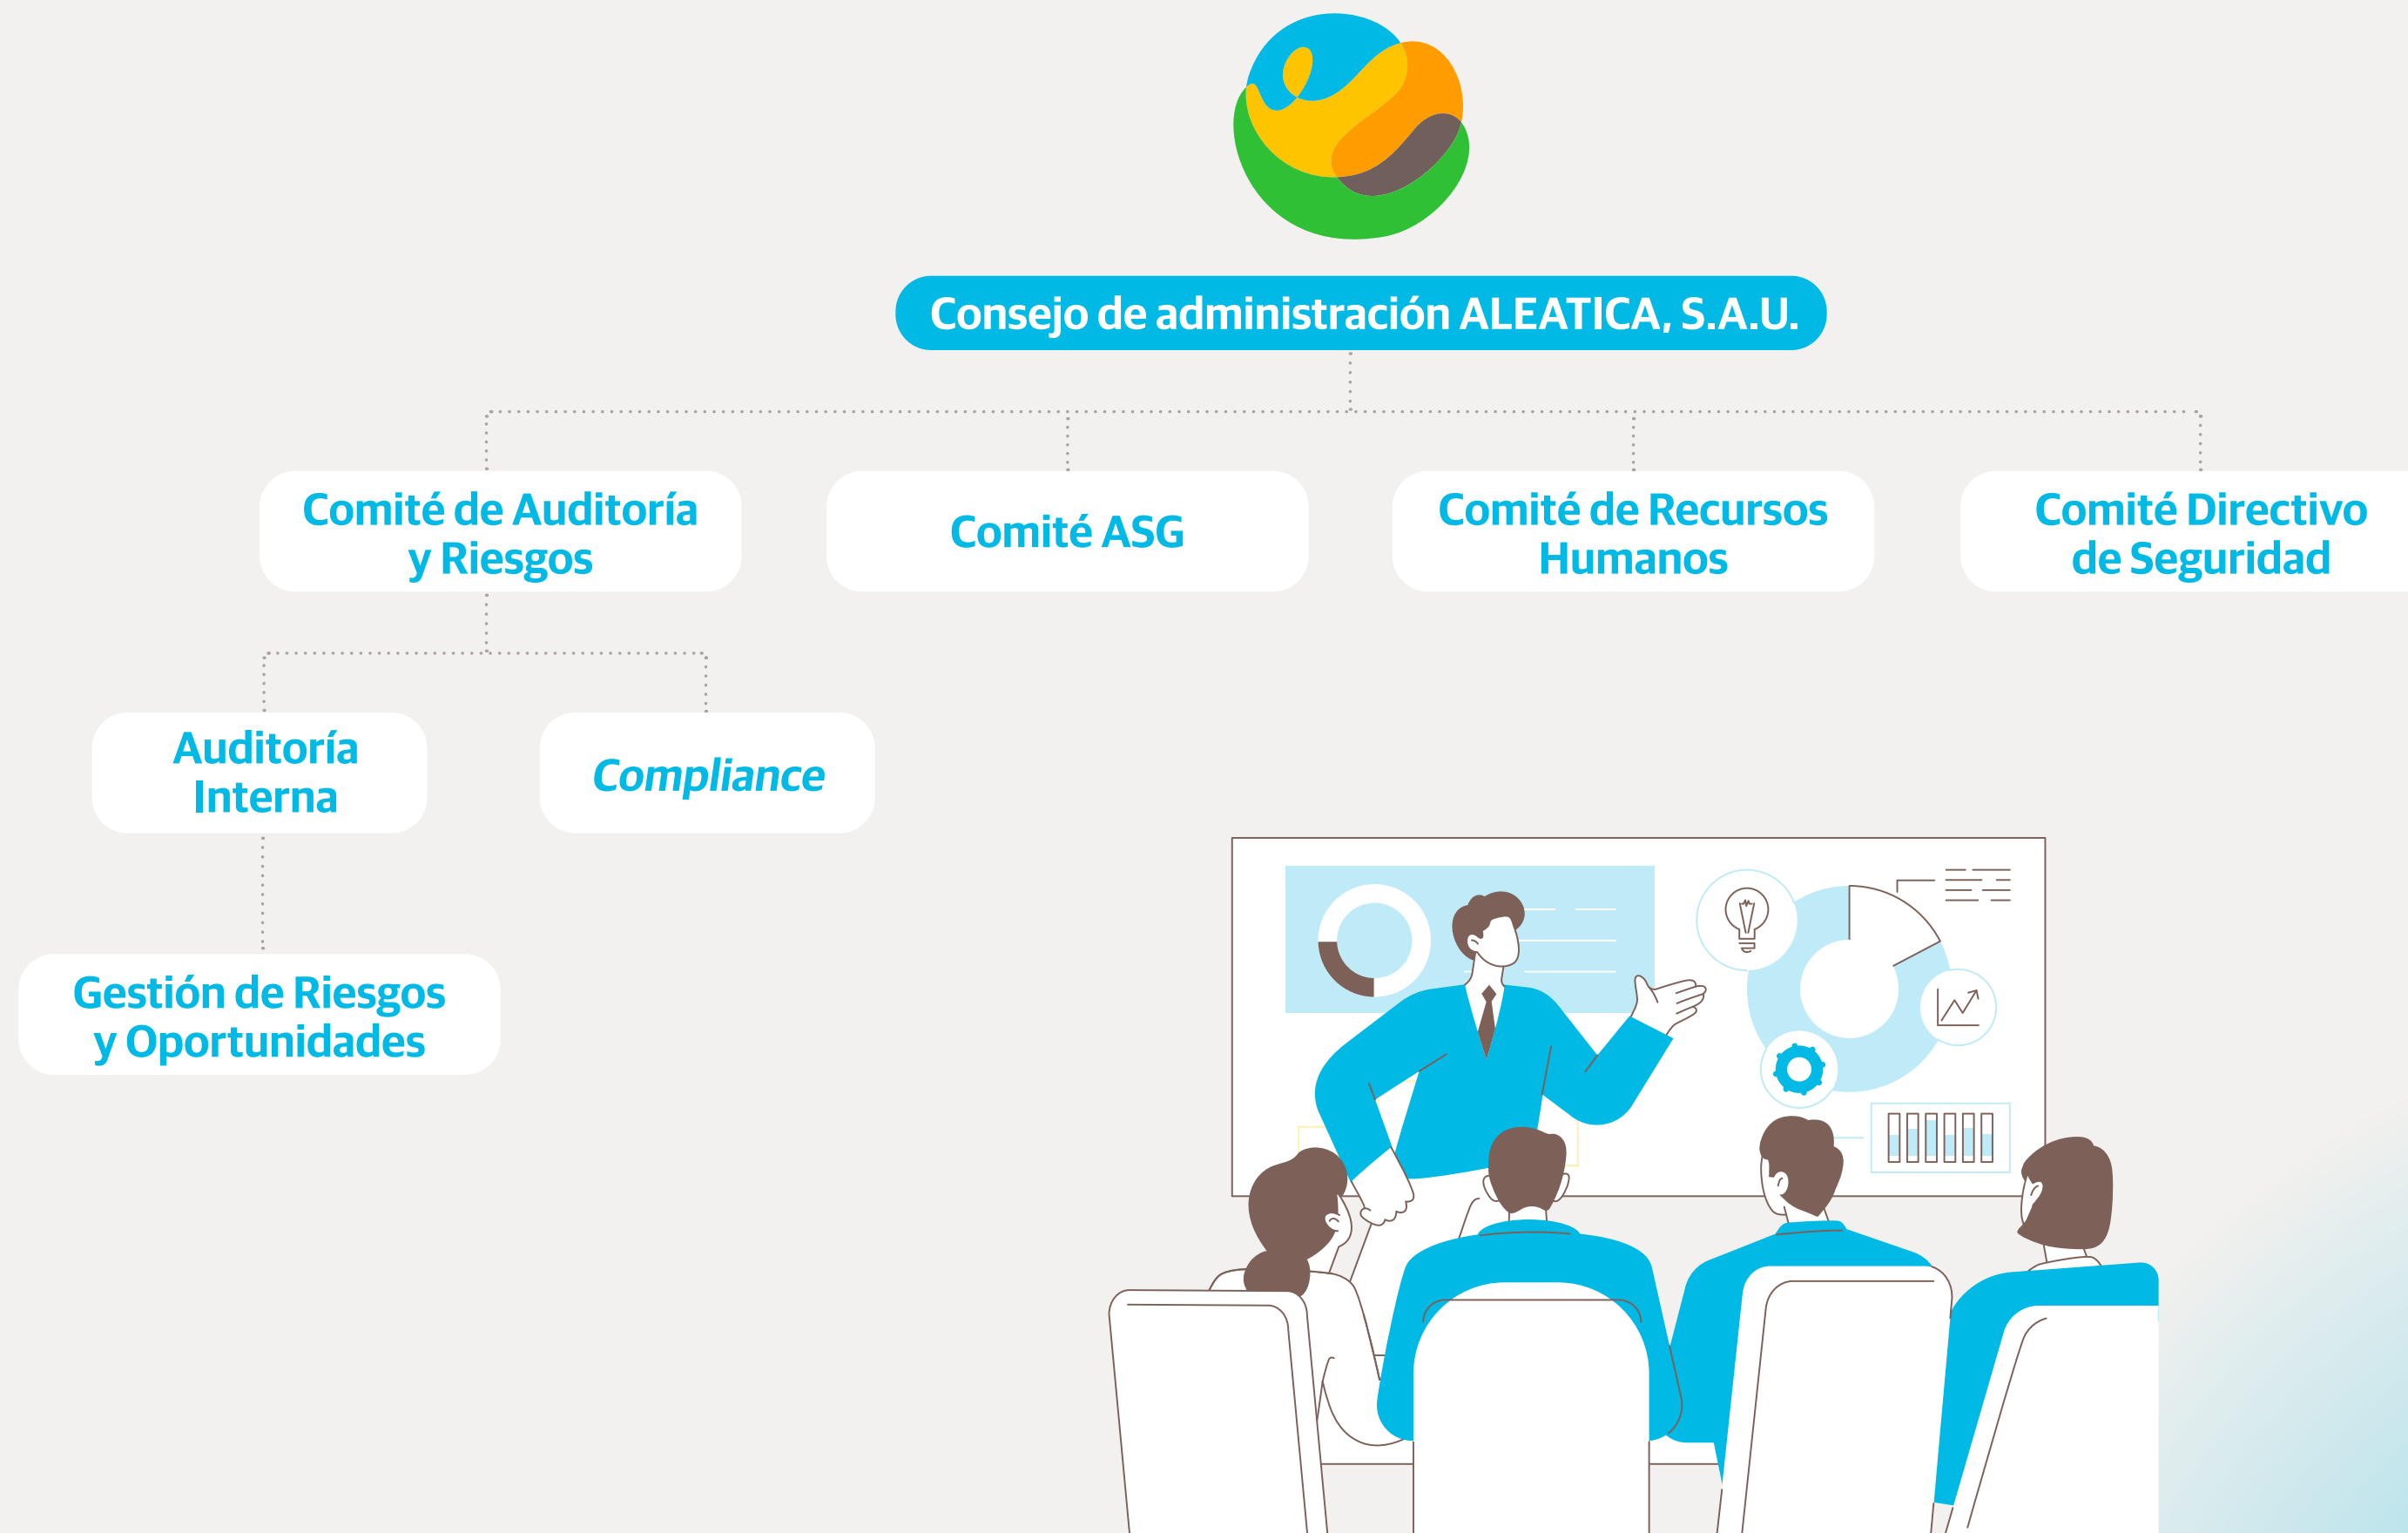 Consejo de administración ALEATICA, S.A.U.
Comité de Auditoría
y Riesgos
Comité ASG
Comité de Recursos
Humanos
Comité Directivo
de Seguridad
Auditoría
Interna
Compliance
Gestión de Riesgos
y Oportunidades